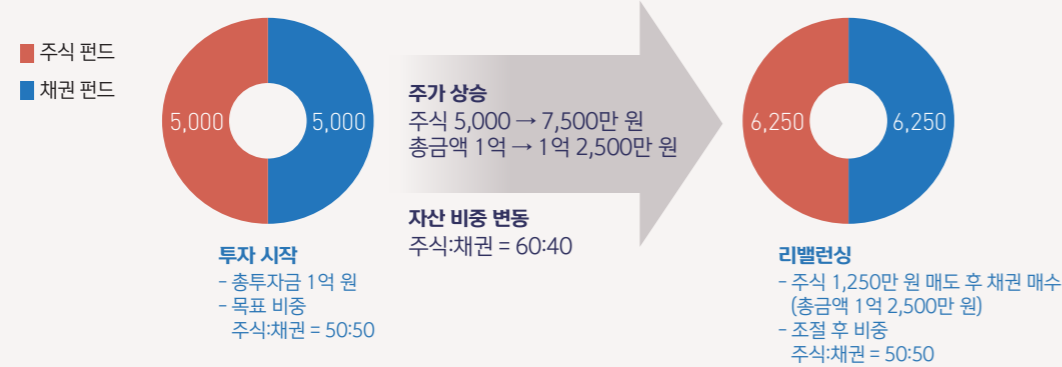 주식 펀드
채권 펀드
5,000
5,000
주가 상승
주식 5,000 → 7,500만 원
총금액 1억 → 1억 2,500만 원
자산 비중 변동
주식:채권 = 60:40
투자 시작
- 총투자금 1억 원
- 목표 비중
주식:채권 = 50:50
6,250
6,250
리밸런싱
- 주식 1,250만 원 매도 후 채권 매수
(총금액 1억 2,500만 원)
- 조절 후 비중
주식:채권 = 50:50